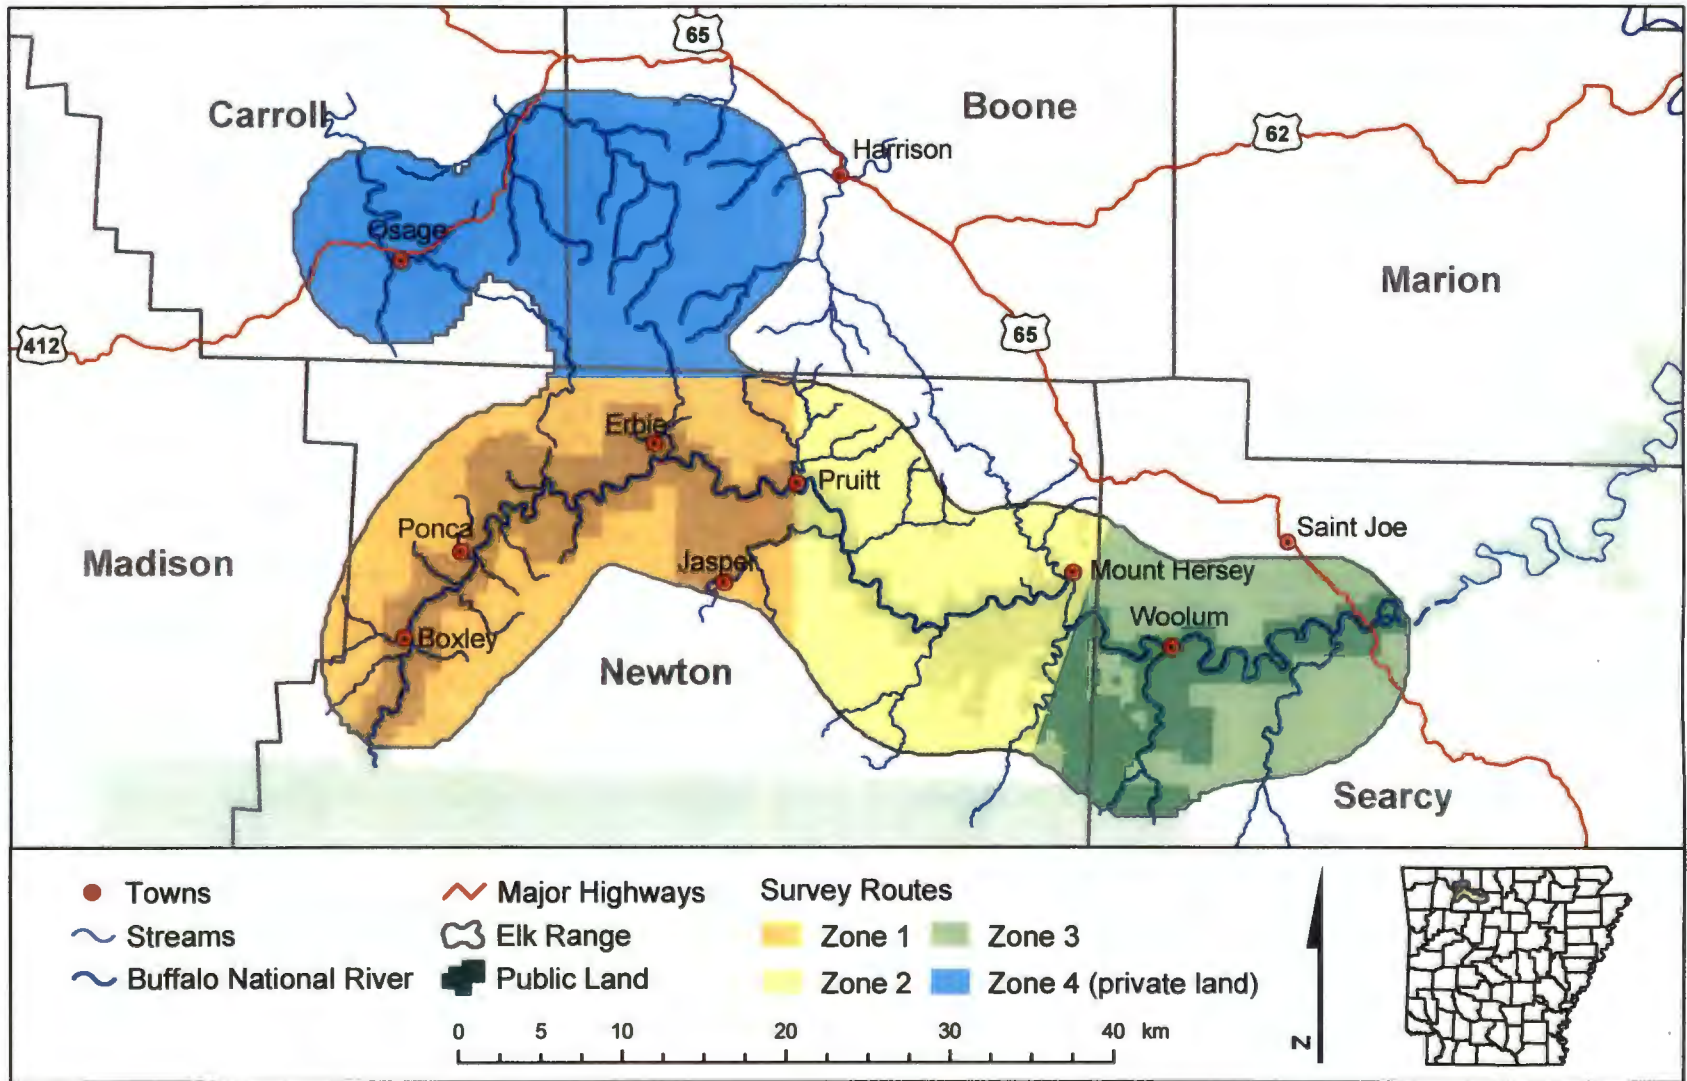 65
Carroll
Boone
62
Harrison
Osage
Marion
412
65
Erbie
Pruitt
Ponca
Saint Joe
Madison
Jasper
Mount Hersey
Woolum
Boxley
Newton
Searcy
Towns
Major Highways
Survey Routes
Streams
Elk Range
Zone 1
Zone 3
Buffalo National River
Public Land
Zone 2
Zone 4 (private land)
0 5 10 20 30 40 km
N